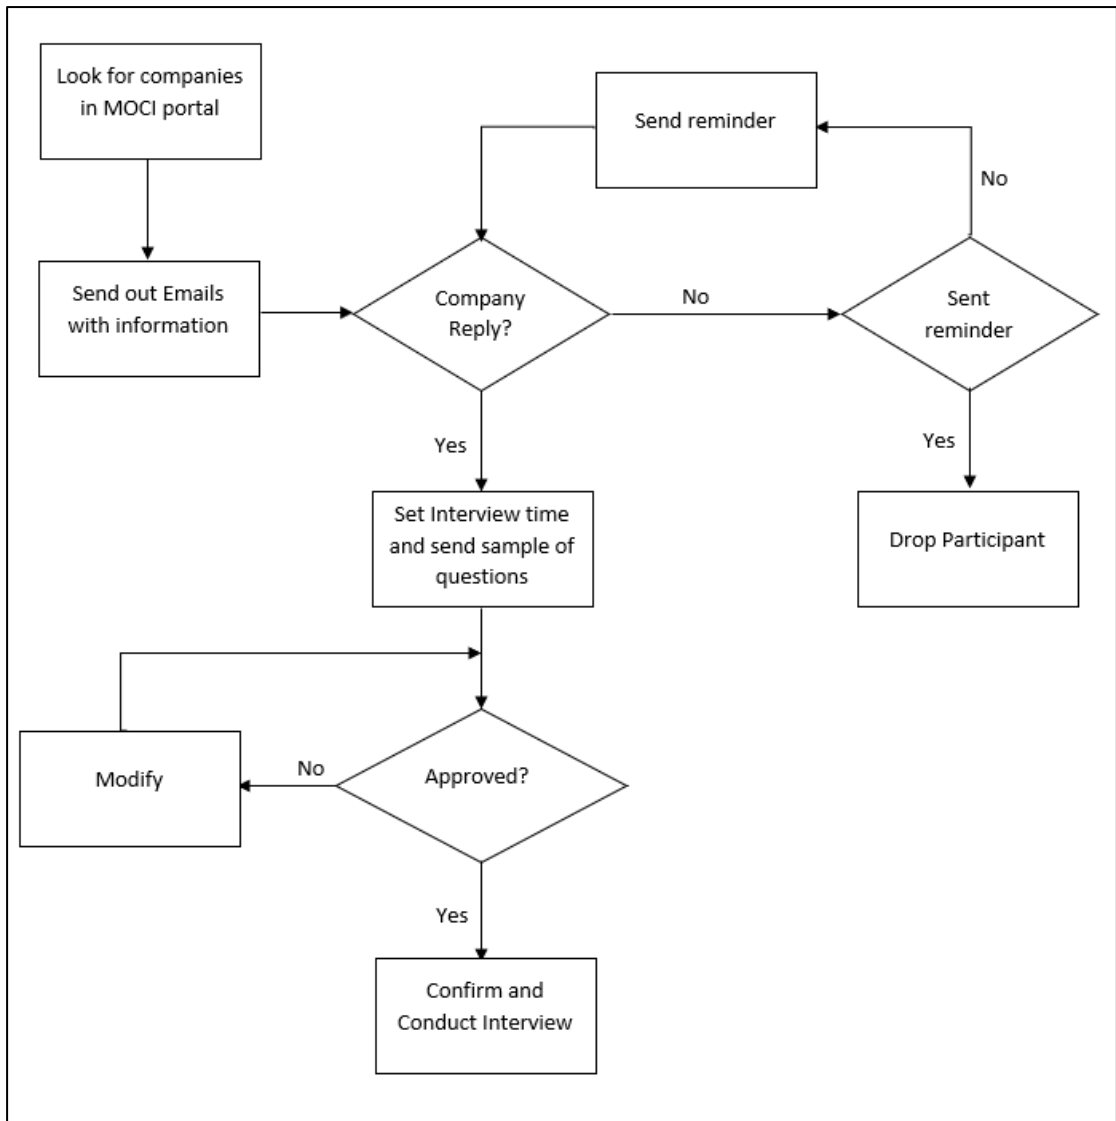 Look for companies
in MOCI portal
Send reminder
No
Send out Emails
with information
Company
Reply?
No
Sent
reminder
Yes
Yes
Set Interview time
and send sample of
questions
Drop Participant
Modify
No
Approved?
Yes
Confirm and
Conduct Interview